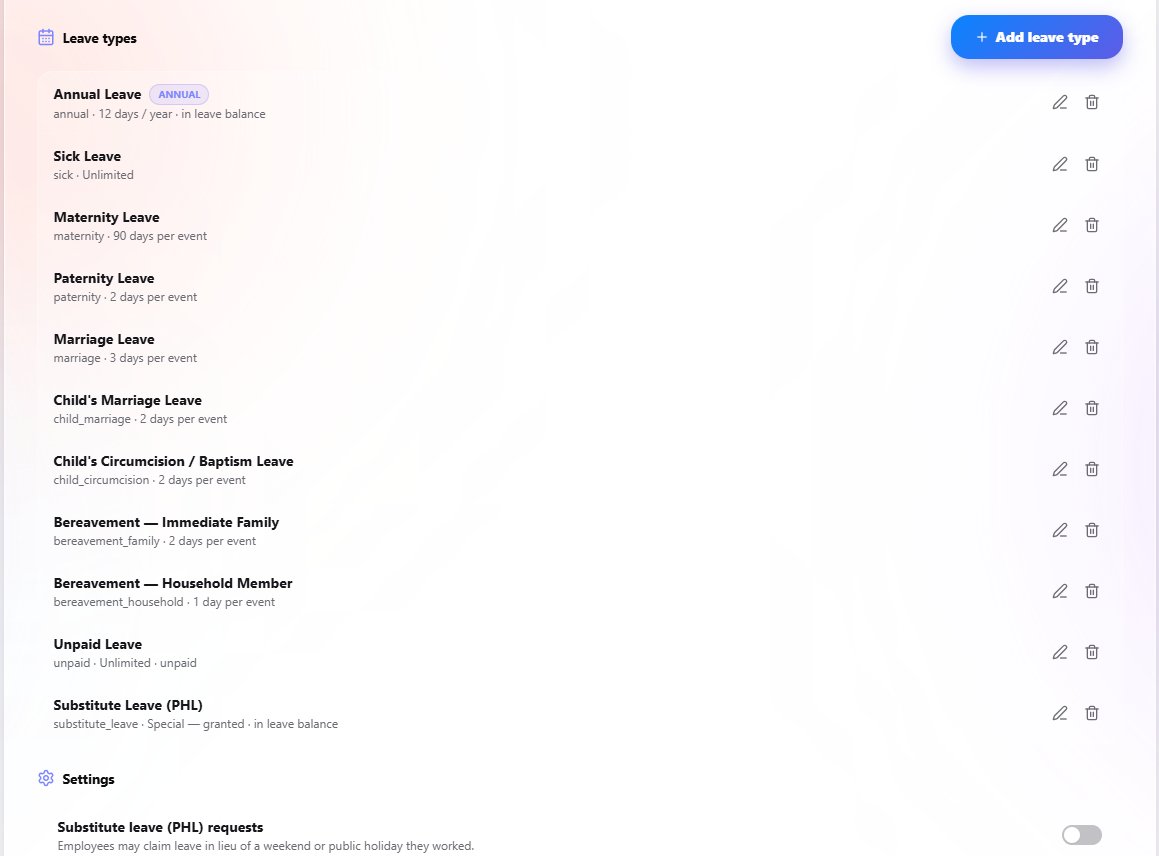 Leave types
+ Add leave type
Annual Leave ANNUAL
annual · 12 days / year · in leave balance
Sick Leave
sick · Unlimited
Maternity Leave
maternity · 90 days per event
Paternity Leave
paternity · 2 days per event
Marriage Leave
marriage · 3 days per event
Child's Marriage Leave
child_marriage · 2 days per event
Child's Circumcision / Baptism Leave
child_circumcision · 2 days per event
Bereavement — Immediate Family
bereavement_family · 2 days per event
Bereavement — Household Member
bereavement_household · 1 day per event
Unpaid Leave
unpaid · Unlimited · unpaid
Substitute Leave (PHL)
substitute_leave · Special — granted · in leave balance
Settings
Substitute leave (PHL) requests
Employees may claim leave in lieu of a weekend or public holiday they worked.